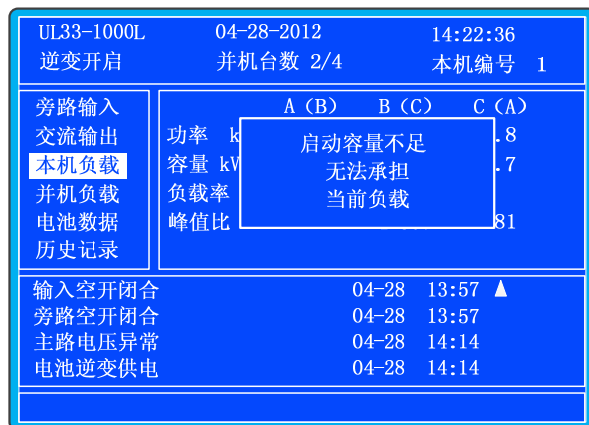 UL33-1000L 04-28-2012 14:22:36
逆变开启 并机台数 2/4 本机编号 1
旁路输入
交流输出
本机负载
并机负载
电池数据
历史记录
A(B) B(C) C(A)
功率 k .8
容量 kV .7
负载率
峰值比 81
启动容量不足
无法承担
当前负载
输入空开闭合 04-28 13:57
旁路空开闭合 04-28 13:57
主路电压异常 04-28 14:14
电池逆变供电 04-28 14:14